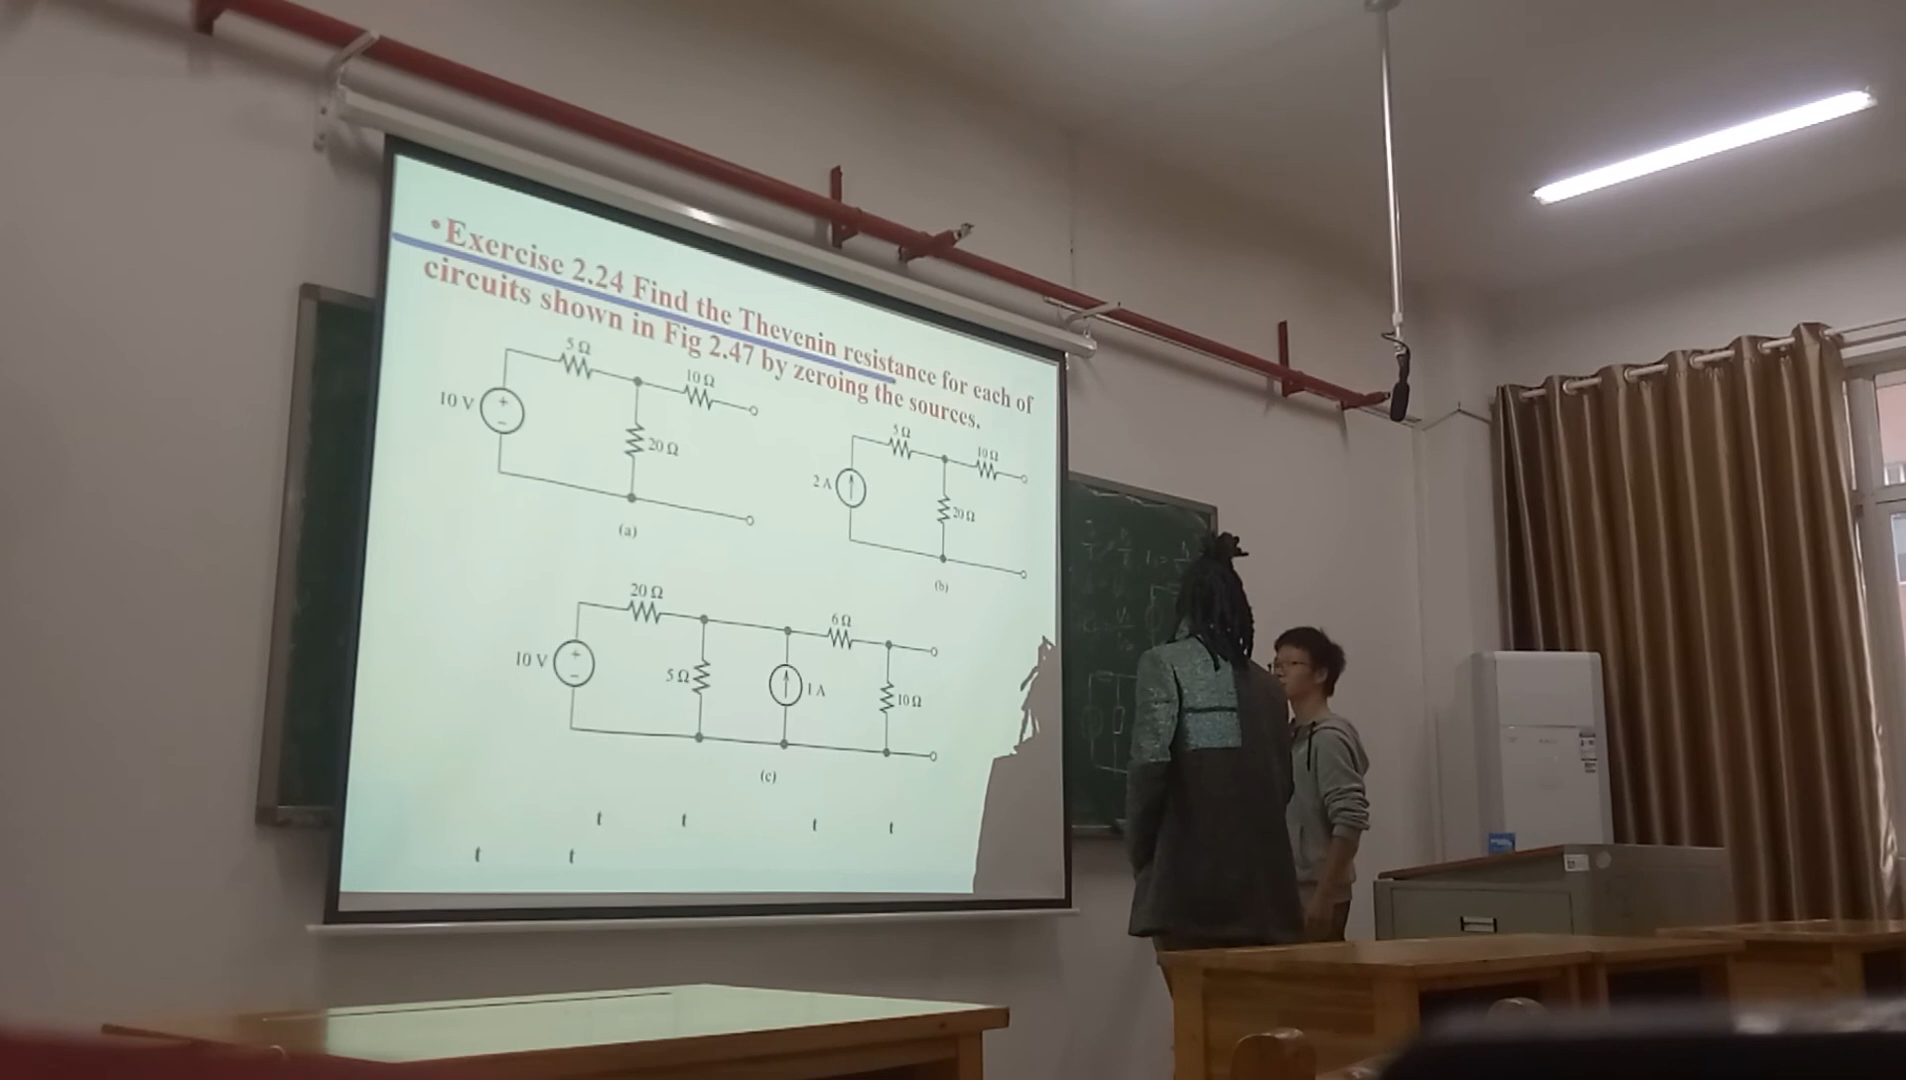 •Exercise 2.24 Find the Thevenin resistance for each of
circuits shown in Fig 2.47 by zeroing the sources.
5 Ω
10 Ω
10 V
+
−
20 Ω
(a)
5 Ω
10 Ω
2 A
20 Ω
(b)
20 Ω
6 Ω
10 V
+
−
5 Ω
1 A
10 Ω
(c)
t t t t
t t